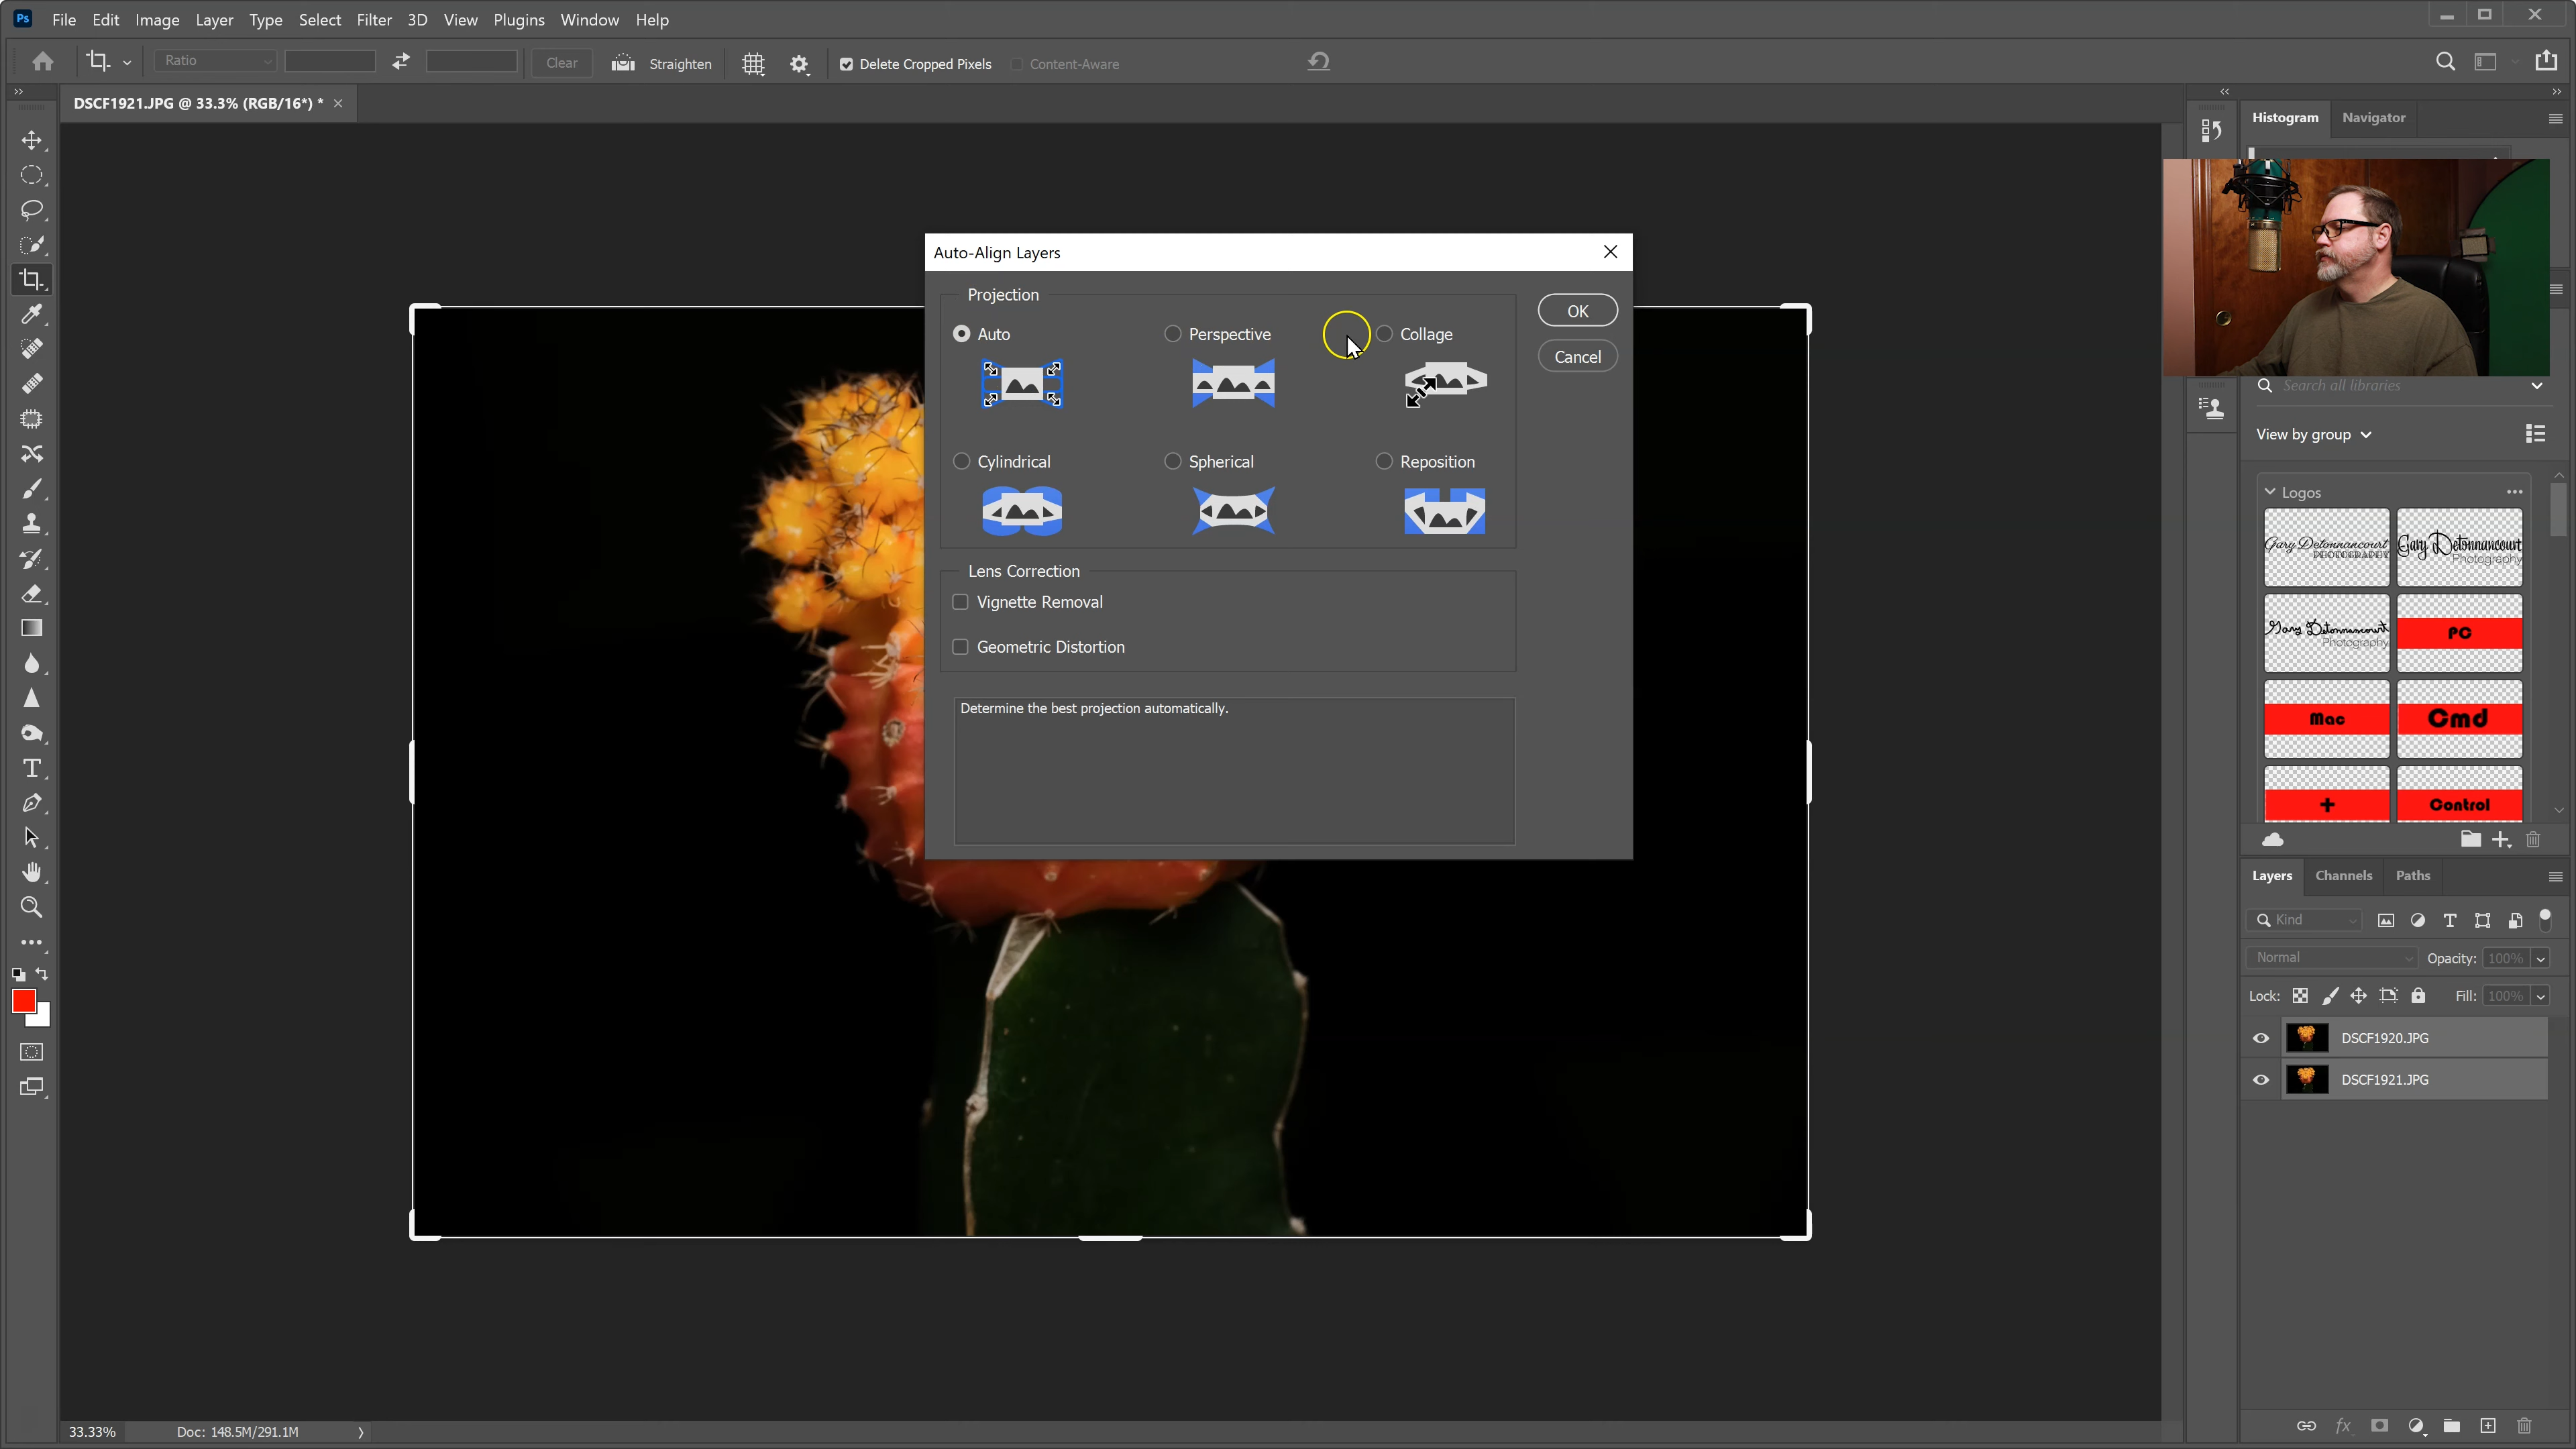 Ps File Edit Image Layer Type Select Filter 3D View Plugins Window Help
Ratio Clear Straighten Delete Cropped Pixels Content-Aware
DSCF1921.JPG @ 33.3% (RGB/16*) * ×
Histogram Navigator
Auto-Align Layers
Projection
Auto Perspective Collage
Cylindrical Spherical Reposition
OK
Cancel
Lens Correction
Vignette Removal
Geometric Distortion
Determine the best projection automatically.
Search all libraries
View by group
Logos
Gary Detonnancourt
PHOTOGRAPHY
Gary Detonnancourt
Photography
Gary Detonnancourt
Photography
PC
Mac
Cmd
+
Control
Layers Channels Paths
Kind
Normal Opacity: 100%
Lock: Fill: 100%
DSCF1920.JPG
DSCF1921.JPG
fx
33.33% Doc: 148.5M/291.1M